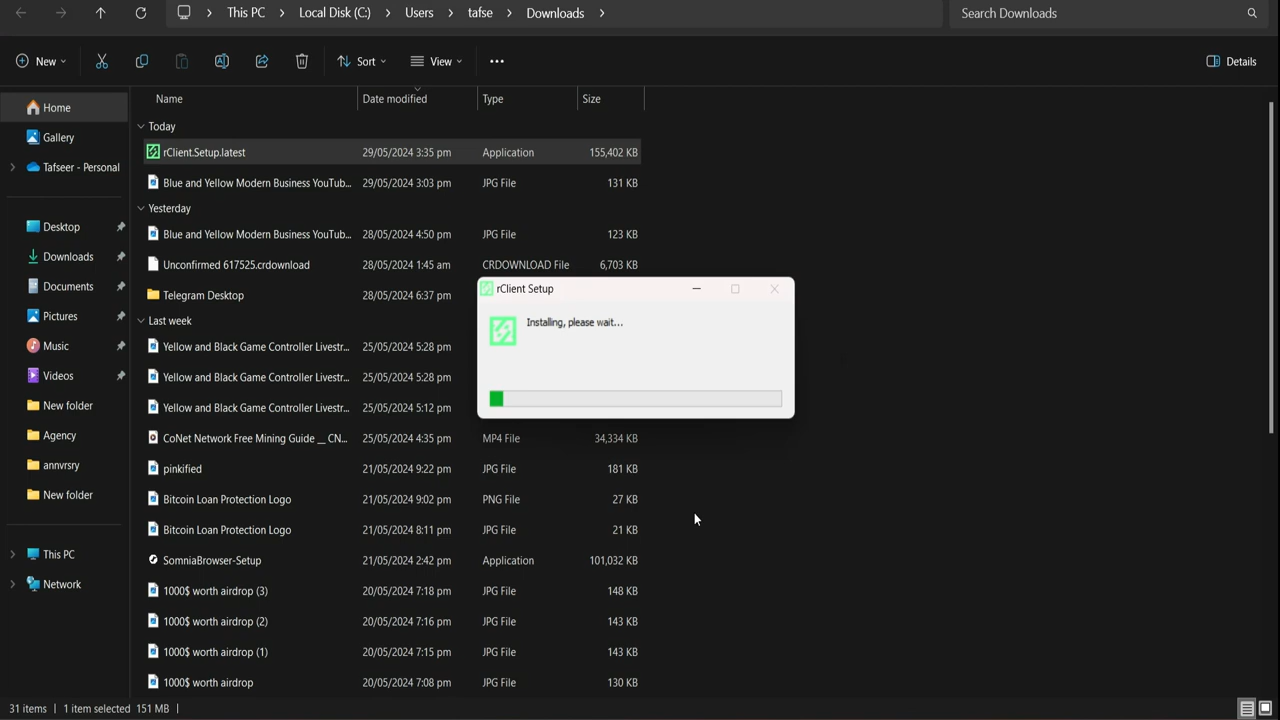 This PC > Local Disk (C:) > Users > tafse > Downloads >
Search Downloads
New
Sort
View
Details
Name
Date modified
Type
Size
Home
Gallery
Tafseer - Personal
Desktop
Downloads
Documents
Pictures
Music
Videos
New folder
Agency
annvrsry
New folder
This PC
Network
Today
rClient.Setup.latest 29/05/2024 3:35 pm Application 155,402 KB
Blue and Yellow Modern Business YouTub... 29/05/2024 3:03 pm JPG File 131 KB
Yesterday
Blue and Yellow Modern Business YouTub... 28/05/2024 4:50 pm JPG File 123 KB
Unconfirmed 617525.crdownload 28/05/2024 1:45 am CRDOWNLOAD File 6,703 KB
Telegram Desktop 28/05/2024 6:37 pm
Last week
Yellow and Black Game Controller Livestr... 25/05/2024 5:28 pm
Yellow and Black Game Controller Livestr... 25/05/2024 5:28 pm
Yellow and Black Game Controller Livestr... 25/05/2024 5:12 pm
CoNet Network Free Mining Guide __ CN... 25/05/2024 4:35 pm MP4 File 34,334 KB
pinkified 21/05/2024 9:22 pm JPG File 181 KB
Bitcoin Loan Protection Logo 21/05/2024 9:02 pm PNG File 27 KB
Bitcoin Loan Protection Logo 21/05/2024 8:11 pm JPG File 21 KB
SomniaBrowser-Setup 21/05/2024 2:42 pm Application 101,032 KB
1000$ worth airdrop (3) 20/05/2024 7:18 pm JPG File 148 KB
1000$ worth airdrop (2) 20/05/2024 7:16 pm JPG File 143 KB
1000$ worth airdrop (1) 20/05/2024 7:15 pm JPG File 143 KB
1000$ worth airdrop 20/05/2024 7:08 pm JPG File 130 KB
rClient Setup
Installing, please wait...
31 items | 1 item selected 151 MB |